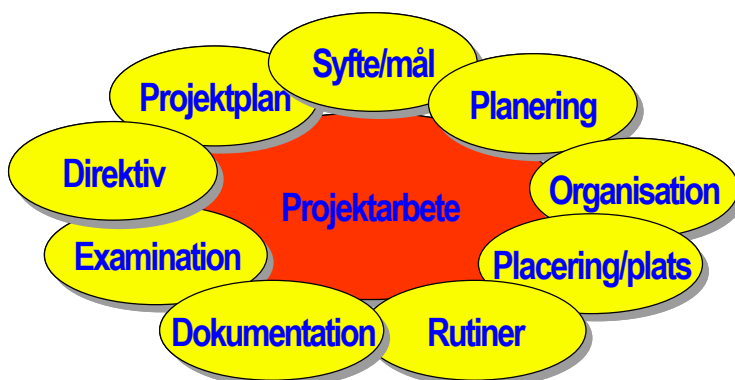 Syfte/mål
Projektplan
Planering
Direktiv
Organisation
Projektarbete
Examination
Placering/plats
Dokumentation
Rutiner